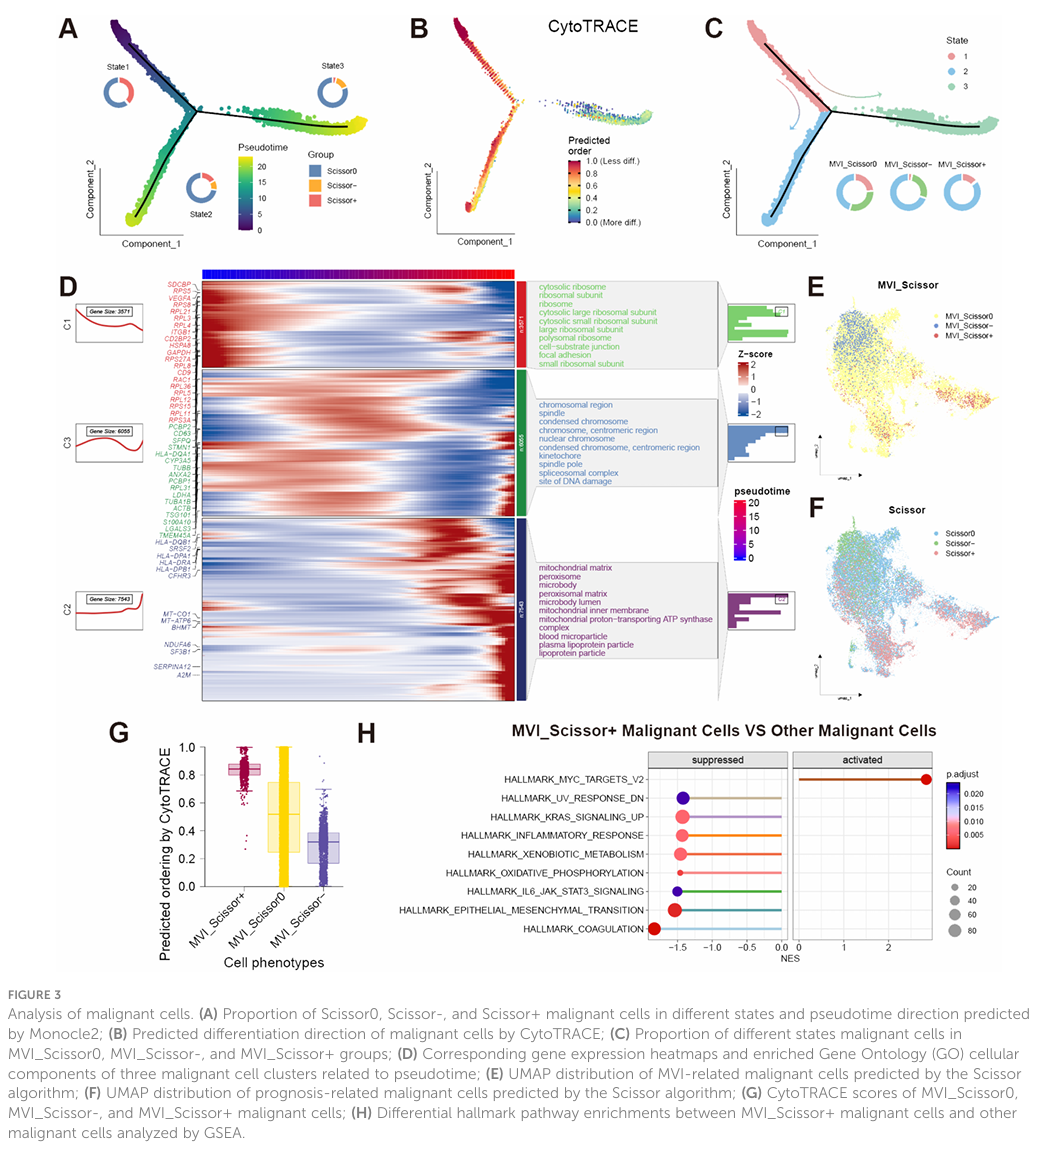 A
State1
State3
State2
Pseudotime
20
15
10
5
0
Group
Scissor0
Scissor-
Scissor+
Component_2
Component_1
B
CytoTRACE
Predicted
order
1.0 (Less diff.)
0.8
0.6
0.4
0.2
0.0 (More diff.)
Component_2
Component_1
C
State
1
2
3
MVI_Scissor0
MVI_Scissor-
MVI_Scissor+
Component_2
Component_1
D
C1
Gene Size: 3571
C3
Gene Size: 6055
C2
Gene Size: 7543
SDCBP
RPS5
VEGFA
RPS8
RPL21
RPL3
RPL4
ITGB1
CD2BP2
HSPA8
GAPDH
RPS27A
RPL8
CD9
RAC1
RPL36
RPL5
RPL12
RPS15
RPL11
RPS3A
PCBP2
CD63
SFPQ
STMN1
HLA-DQA1
CYP3A5
TUBB
ANXA2
PCBP1
RPL31
LDHA
TUBA1B
ACTB
TSG101
S100A10
LGALS3
TMEM45A
HLA-DQB1
SRSF2
HLA-DPA1
HLA-DRA
HLA-DPB1
CFHR3
MT-CO1
MT-ATP6
BHMT
NDUFA6
SF3B1
SERPINA12
A2M
n:3571
n:6055
n:7543
cytosolic ribosome
ribosomal subunit
ribosome
cytosolic large ribosomal subunit
cytosolic small ribosomal subunit
large ribosomal subunit
polysomal ribosome
cell-substrate junction
focal adhesion
small ribosomal subunit
chromosomal region
spindle
condensed chromosome
chromosome, centromeric region
nuclear chromosome
condensed chromosome, centromeric region
kinetochore
spindle pole
spliceosomal complex
site of DNA damage
mitochondrial matrix
peroxisome
microbody
peroxisomal matrix
microbody lumen
mitochondrial inner membrane
mitochondrial proton-transporting ATP synthase
complex
blood microparticle
plasma lipoprotein particle
lipoprotein particle
Z-score
2
1
0
-1
-2
pseudotime
20
15
10
5
0
E
MVI_Scissor
MVI_Scissor0
MVI_Scissor-
MVI_Scissor+
F
Scissor
Scissor0
Scissor-
Scissor+
G
Predicted ordering by CytoTRACE
1.0
0.8
0.6
0.4
0.2
0.0
MVI_Scissor+
MVI_Scissor0
MVI_Scissor-
Cell phenotypes
H
MVI_Scissor+ Malignant Cells VS Other Malignant Cells
suppressed
activated
HALLMARK_MYC_TARGETS_V2
HALLMARK_UV_RESPONSE_DN
HALLMARK_KRAS_SIGNALING_UP
HALLMARK_INFLAMMATORY_RESPONSE
HALLMARK_XENOBIOTIC_METABOLISM
HALLMARK_OXIDATIVE_PHOSPHORYLATION
HALLMARK_IL6_JAK_STAT3_SIGNALING
HALLMARK_EPITHELIAL_MESENCHYMAL_TRANSITION
HALLMARK_COAGULATION
-1.5 -1.0 -0.5 0.0 0 1 2
NES
p.adjust
0.020
0.015
0.010
0.005
Count
20
40
60
80
FIGURE 3
Analysis of malignant cells. (A) Proportion of Scissor0, Scissor-, and Scissor+ malignant cells in different states and pseudotime direction predicted
by Monocle2; (B) Predicted differentiation direction of malignant cells by CytoTRACE; (C) Proportion of different states malignant cells in
MVI_Scissor0, MVI_Scissor-, and MVI_Scissor+ groups; (D) Corresponding gene expression heatmaps and enriched Gene Ontology (GO) cellular
components of three malignant cell clusters related to pseudotime; (E) UMAP distribution of MVI-related malignant cells predicted by the Scissor
algorithm; (F) UMAP distribution of prognosis-related malignant cells predicted by the Scissor algorithm; (G) CytoTRACE scores of MVI_Scissor0,
MVI_Scissor-, and MVI_Scissor+ malignant cells; (H) Differential hallmark pathway enrichments between MVI_Scissor+ malignant cells and other
malignant cells analyzed by GSEA.